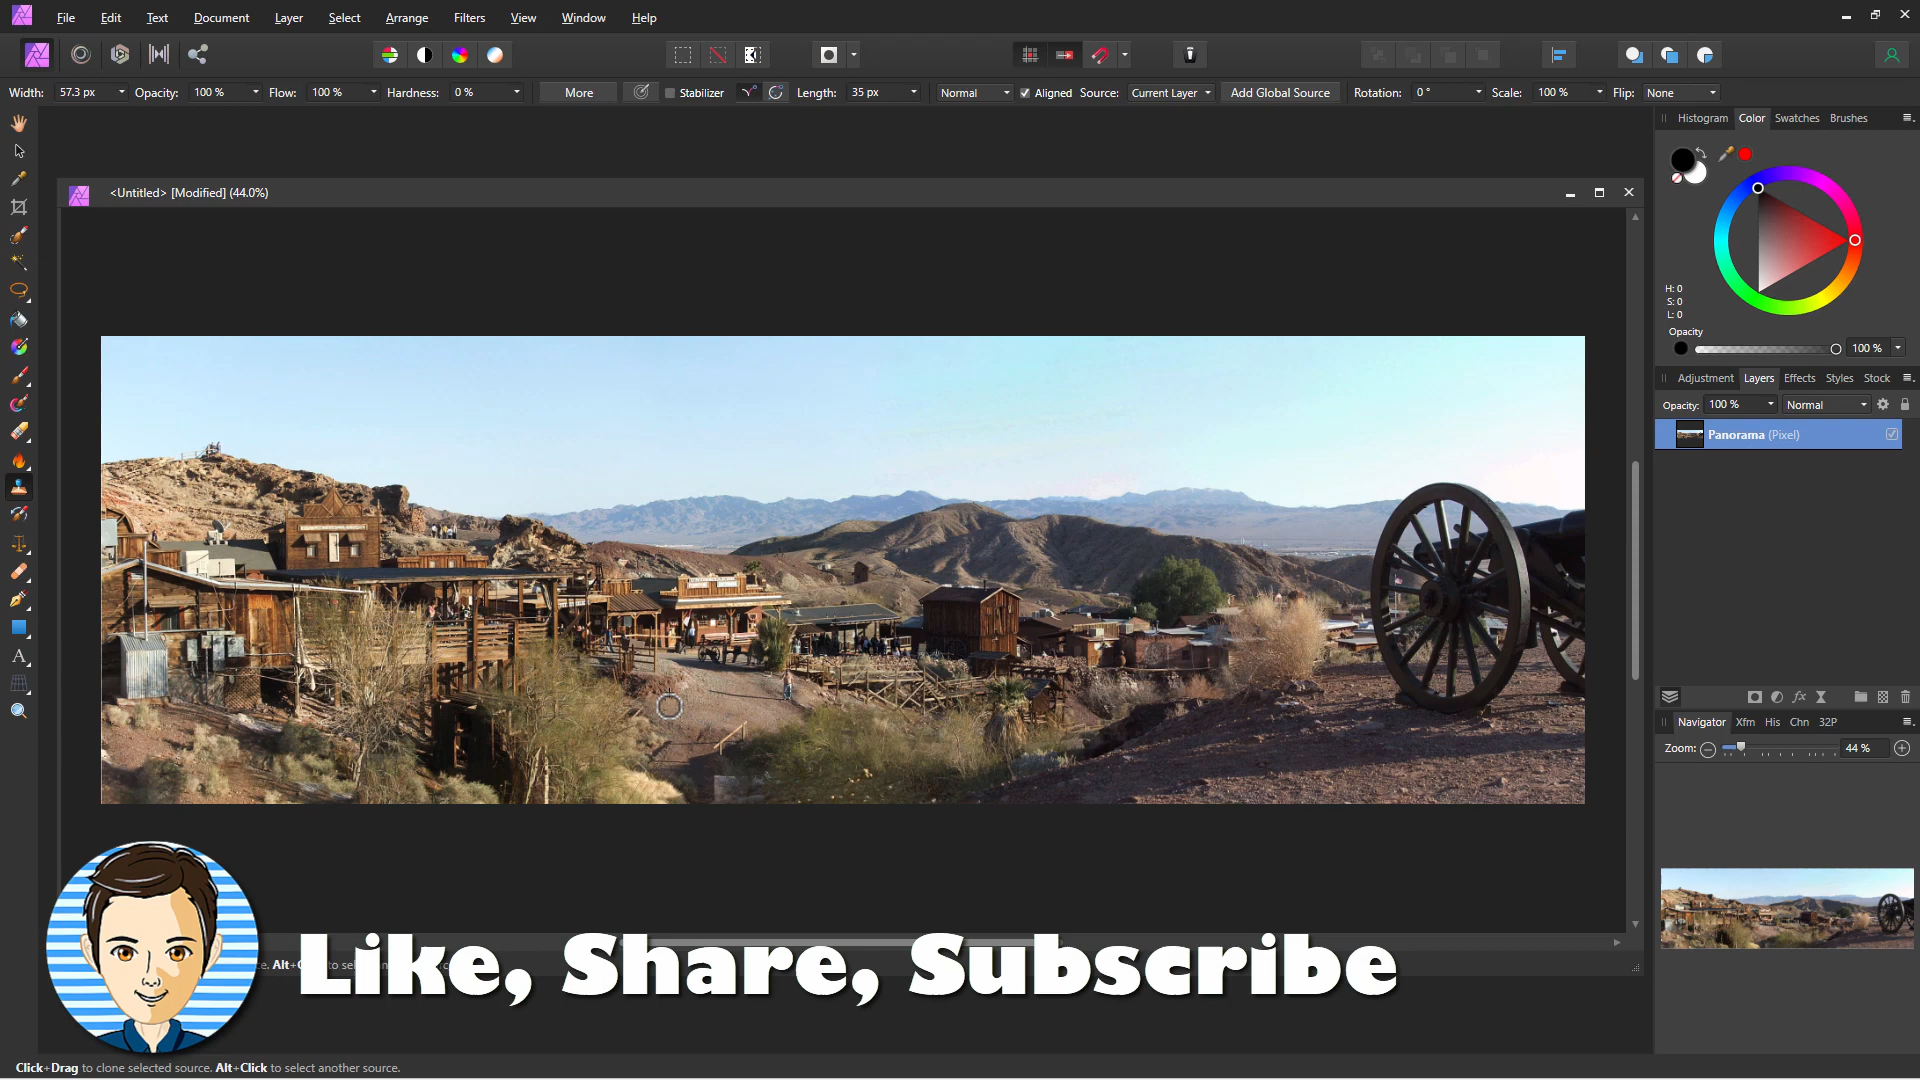 File Edit Text Document Layer Select Arrange Filters View Window Help
Width: 57.3 px Opacity: 100 % Flow: 100 % Hardness: 0 % More Stabilizer Length: 35 px Normal Aligned Source: Current Layer Add Global Source Rotation: 0 ° Scale: 100 % Flip: None
Histogram Color Swatches Brushes
<Untitled> [Modified] (44.0%)
H: 0
S: 0
L: 0
Opacity
100 %
Adjustment Layers Effects Styles Stock
Opacity: 100 % Normal
Panorama (Pixel)
fx
Navigator Xfm His Chn 32P
Zoom: 44 %
A
Like, Share, Subscribe
Click+Drag to clone selected source. Alt+Click to select another source.